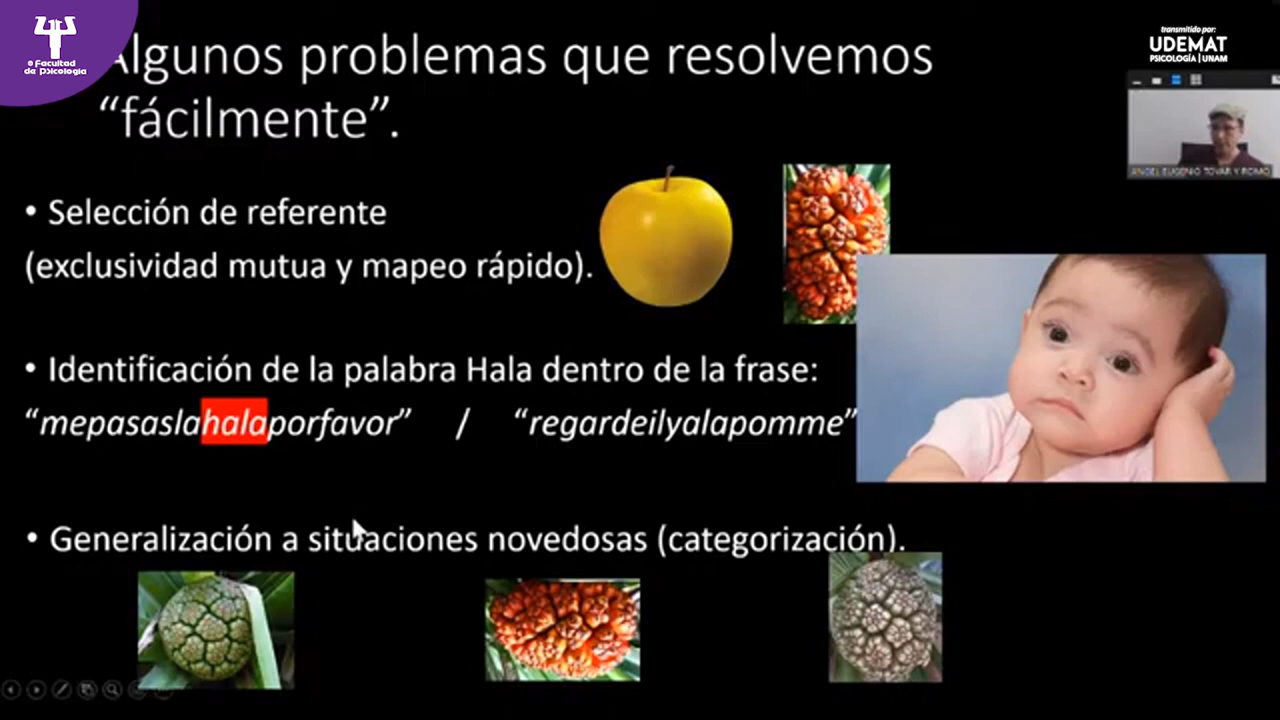 Facultad
de Psicología
transmitido por:
UDEMAT
PSICOLOGÍA | UNAM
Algunos problemas que resolvemos
“fácilmente”.
ANGEL EUGENIO TOVAR Y ROMO
• Selección de referente
(exclusividad mutua y mapeo rápido).
• Identificación de la palabra Hala dentro de la frase:
“mepasaslahalaporfavor” / “regardeilyalapomme”
• Generalización a situaciones novedosas (categorización).